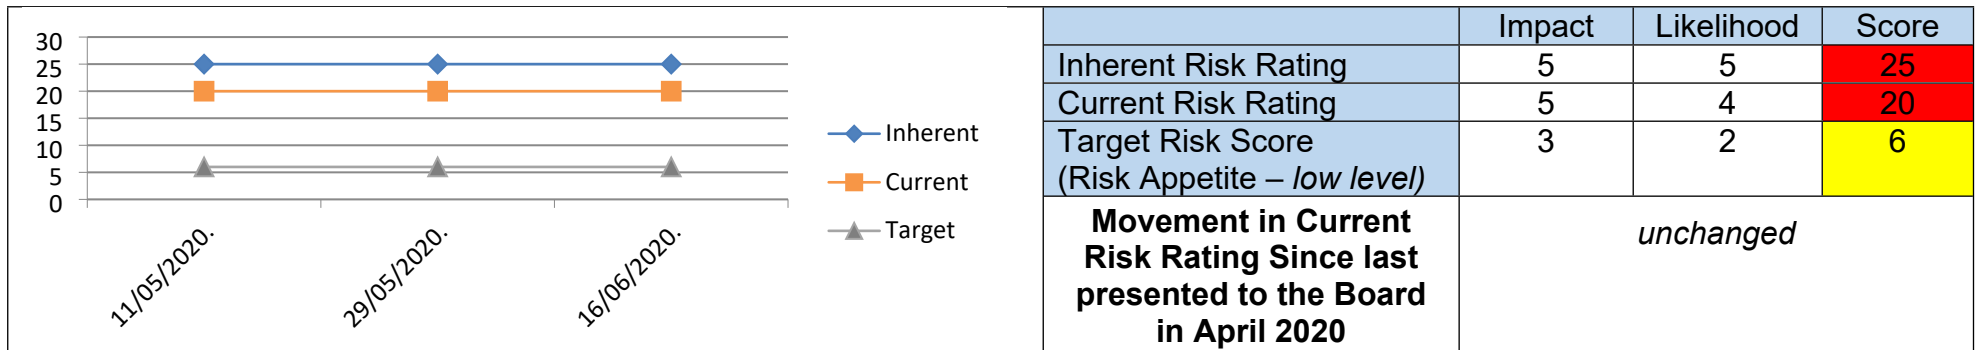 30
25
20
15
10
5
0
11/05/2020.
29/05/2020.
16/06/2020.
Inherent
Current
Target
Impact Likelihood Score
Inherent Risk Rating 5 5 25
Current Risk Rating 5 4 20
Target Risk Score 3 2 6
(Risk Appetite – low level)
Movement in Current
Risk Rating Since last
presented to the Board
in April 2020
unchanged